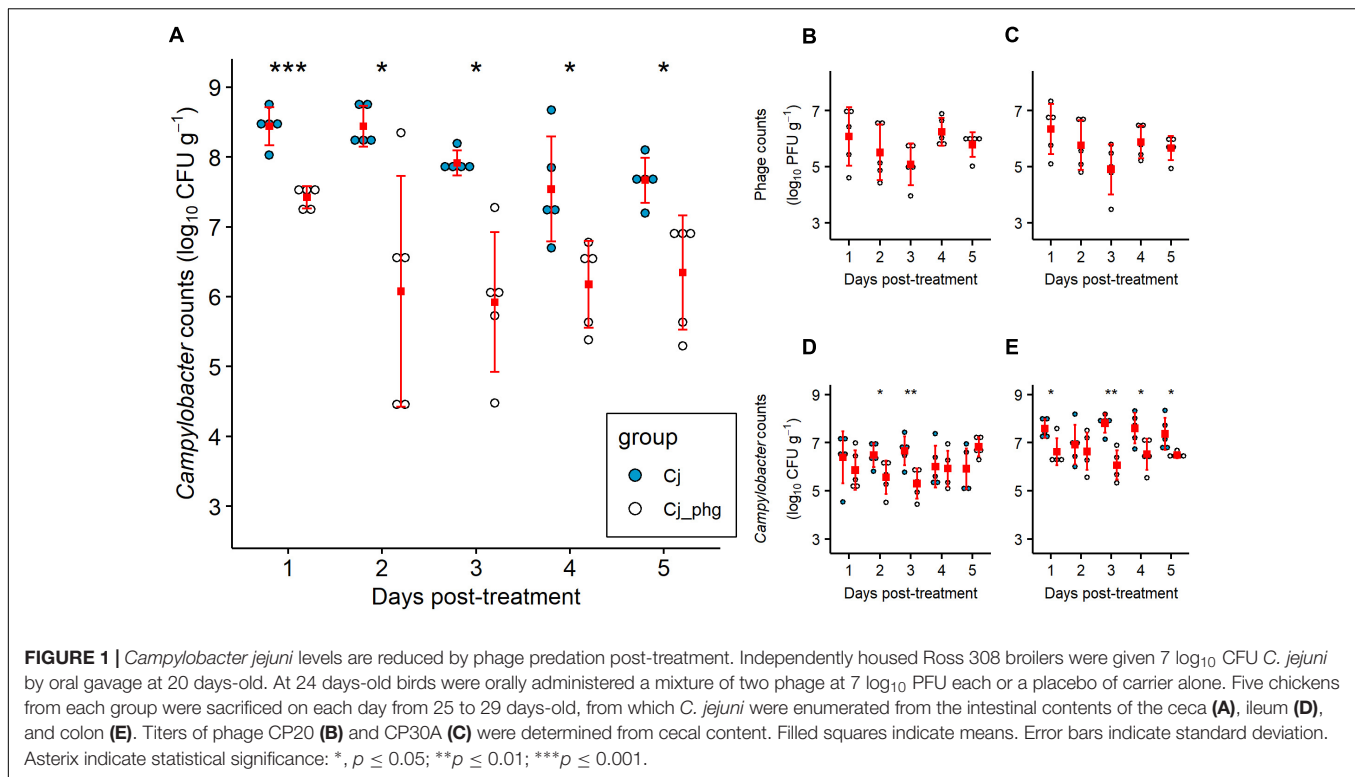 A
*** * * * *
Campylobacter counts (log10 CFU g−1)
9
8
7
6
5
4
3
1 2 3 4 5
Days post-treatment
group
Cj
Cj_phg
B
Phage counts
(log10 PFU g−1)
7
5
3
1 2 3 4 5
Days post-treatment
C
7
5
3
1 2 3 4 5
Days post-treatment
D
* **
Campylobacter counts
(log10 CFU g−1)
9
7
5
3
1 2 3 4 5
Days post-treatment
E
* ** * *
9
7
5
3
1 2 3 4 5
Days post-treatment
FIGURE 1 | Campylobacter jejuni levels are reduced by phage predation post-treatment. Independently housed Ross 308 broilers were given 7 log10 CFU C. jejuni
by oral gavage at 20 days-old. At 24 days-old birds were orally administered a mixture of two phage at 7 log10 PFU each or a placebo of carrier alone. Five chickens
from each group were sacrificed on each day from 25 to 29 days-old, from which C. jejuni were enumerated from the intestinal contents of the ceca (A), ileum (D),
and colon (E). Titers of phage CP20 (B) and CP30A (C) were determined from cecal content. Filled squares indicate means. Error bars indicate standard deviation.
Asterix indicate statistical significance: *, p ≤ 0.05; **p ≤ 0.01; ***p ≤ 0.001.